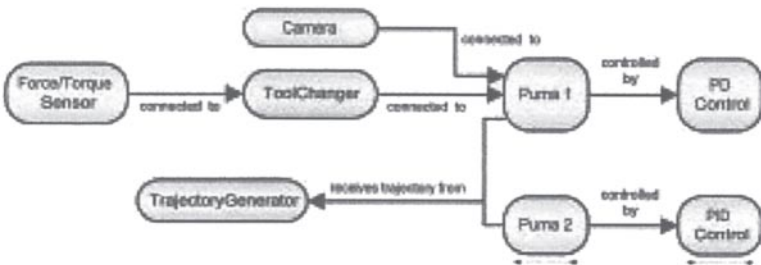 Camera
connected to
Force/Torque
Sensor
connected to
ToolChanger
connected to
Puma 1
controlled
by
PD
Control
TrajectoryGenerator
receives trajectory from
Puma 2
controlled
by
PID
Control